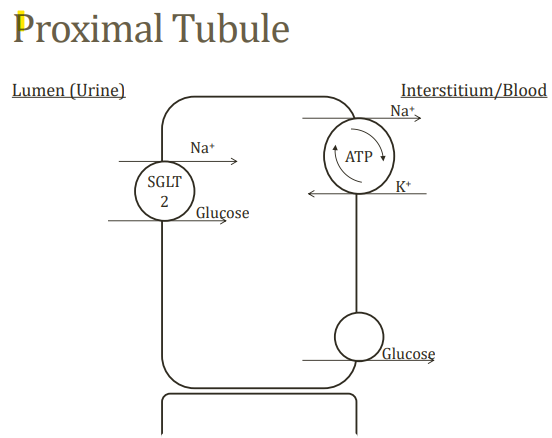 Proximal Tubule
Lumen (Urine)
Interstitium/Blood
Na⁺
Na⁺
ATP
SGLT
2
K⁺
Glucose
Glucose